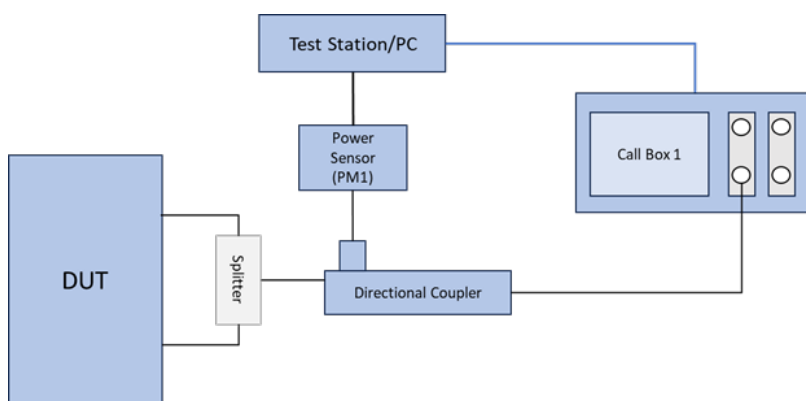 Test Station/PC
Power
Sensor
(PM1)
Call Box 1
DUT
Splitter
Directional Coupler